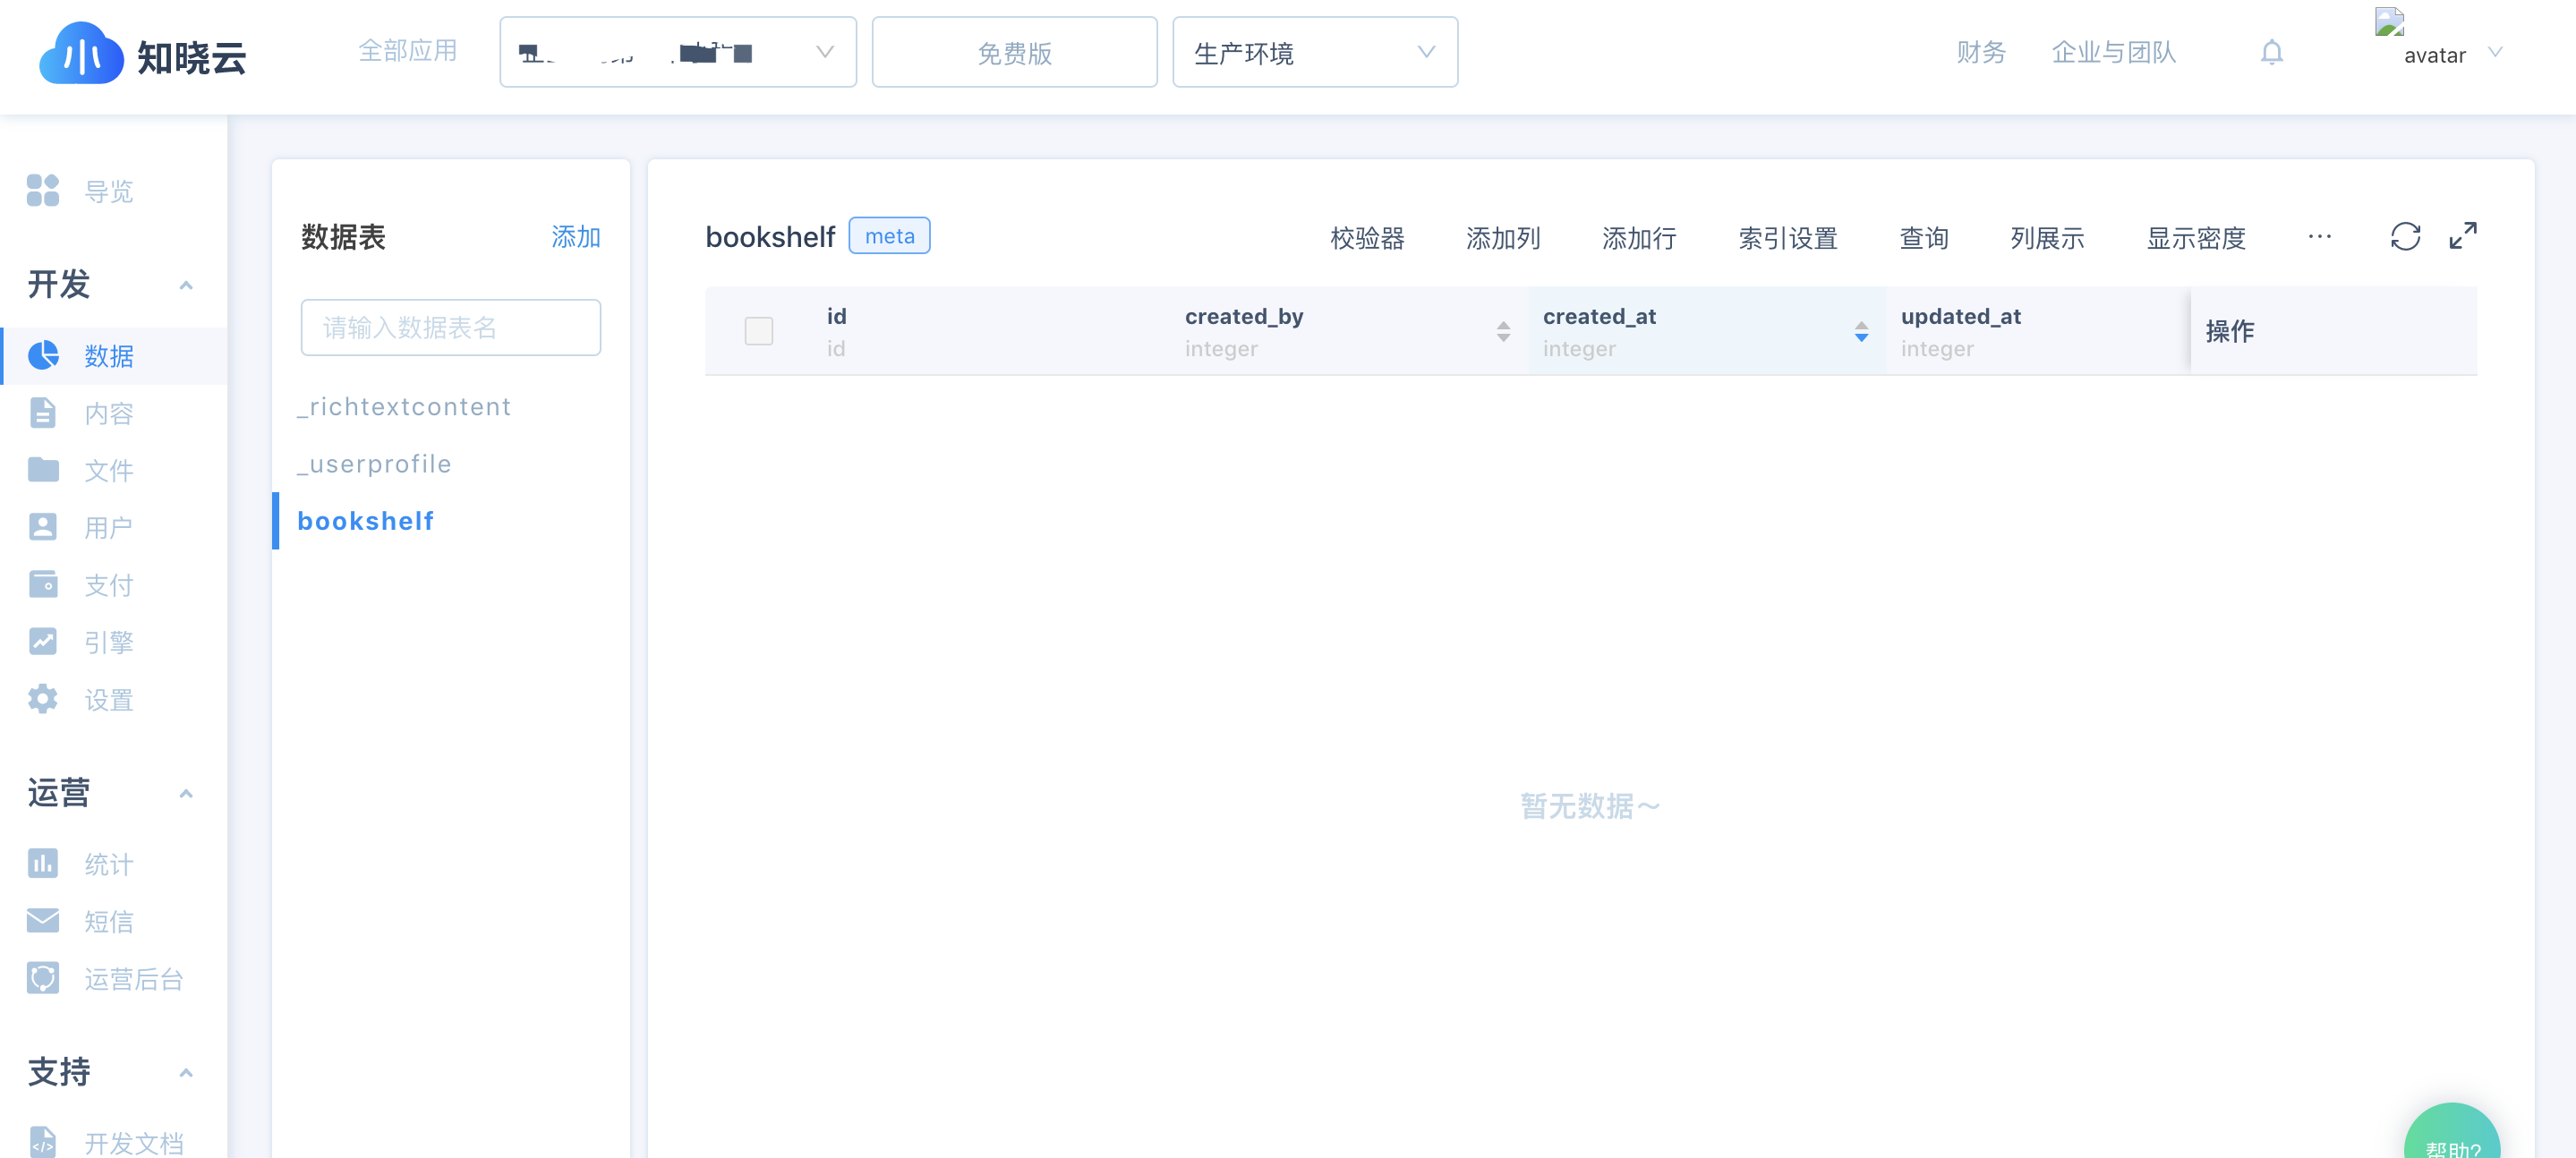 小 知晓云
全部应用
免费版
生产环境
财务
企业与团队
avatar
导览
开发
数据
内容
文件
用户
支付
引擎
设置
运营
统计
短信
运营后台
支持
开发文档
数据表
添加
请输入数据表名
_richtextcontent
_userprofile
bookshelf
bookshelf
meta
校验器
添加列
添加行
索引设置
查询
列展示
显示密度
···
id
id
created_by
integer
created_at
integer
updated_at
integer
操作
暂无数据～
帮助?